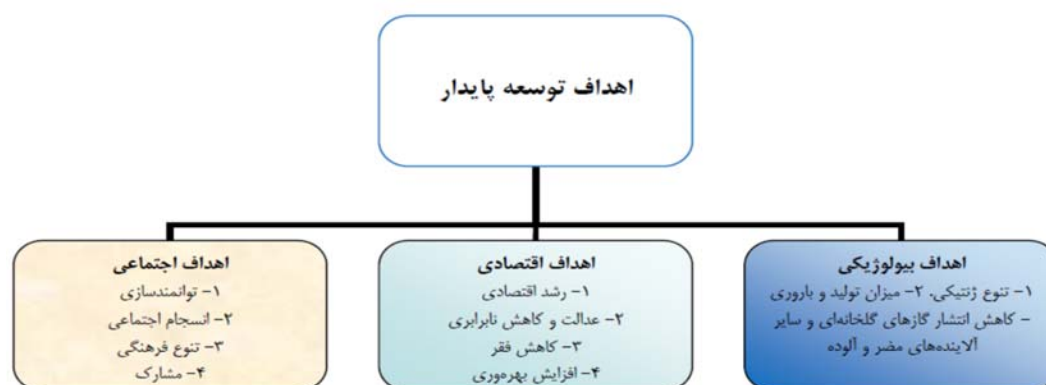 اهداف توسعه پایدار
اهداف بیولوژیکی
۱- تنوع ژنتیکی. ۲- میزان تولید و باروری
- کاهش انتشار گازهای گلخانه‌ای و سایر
آلاینده‌های مضر و آلوده
اهداف اقتصادی
۱- رشد اقتصادی
۲- عدالت و کاهش نابرابری
۳- کاهش فقر
۴- افزایش بهره‌وری
اهداف اجتماعی
۱- توانمندسازی
۲- انسجام اجتماعی
۳- تنوع فرهنگی
۴- مشارک